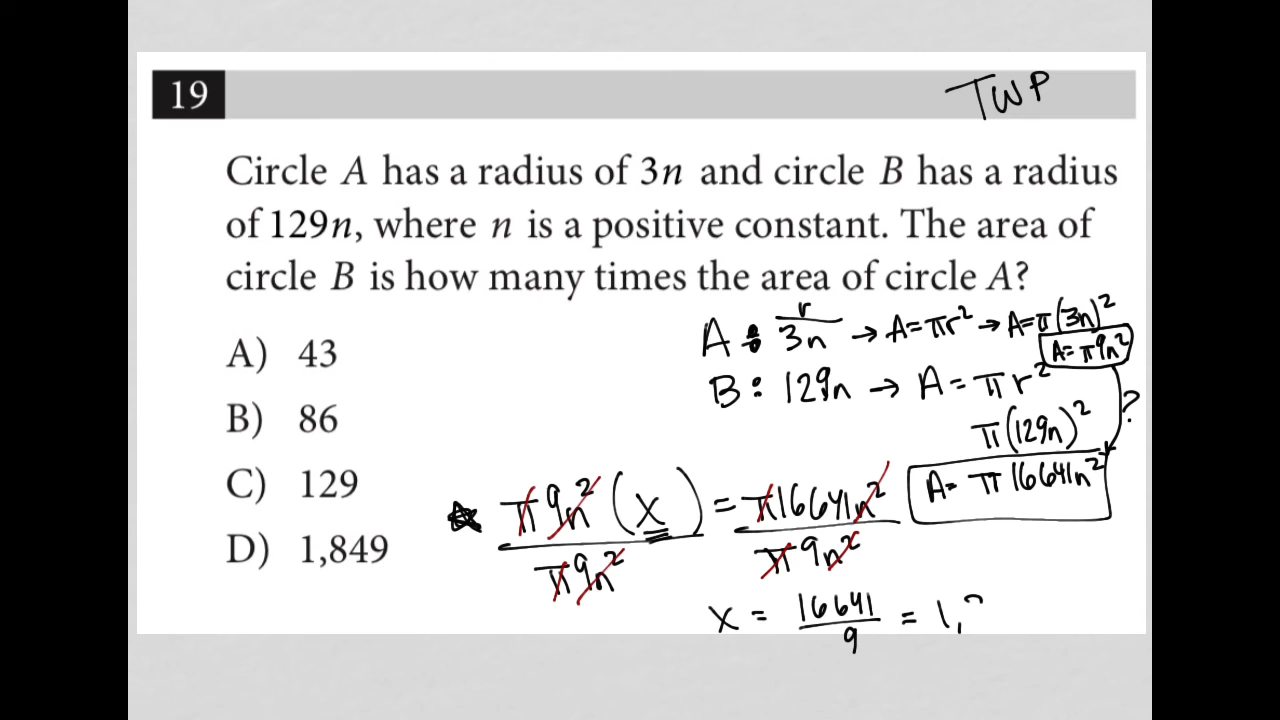 19
TWP
Circle A has a radius of 3n and circle B has a radius
of 129n, where n is a positive constant. The area of
circle B is how many times the area of circle A?
A) 43
B) 86
C) 129
D) 1,849
r
A : 3n → A = πr² → A = π(3n)²
A = π9n²
B : 129n → A = πr²
?
π(129n)²
A = π16641n²
π9n²(x) = π16641n²
π9n² π9n²
x = 16641/9 = 1,